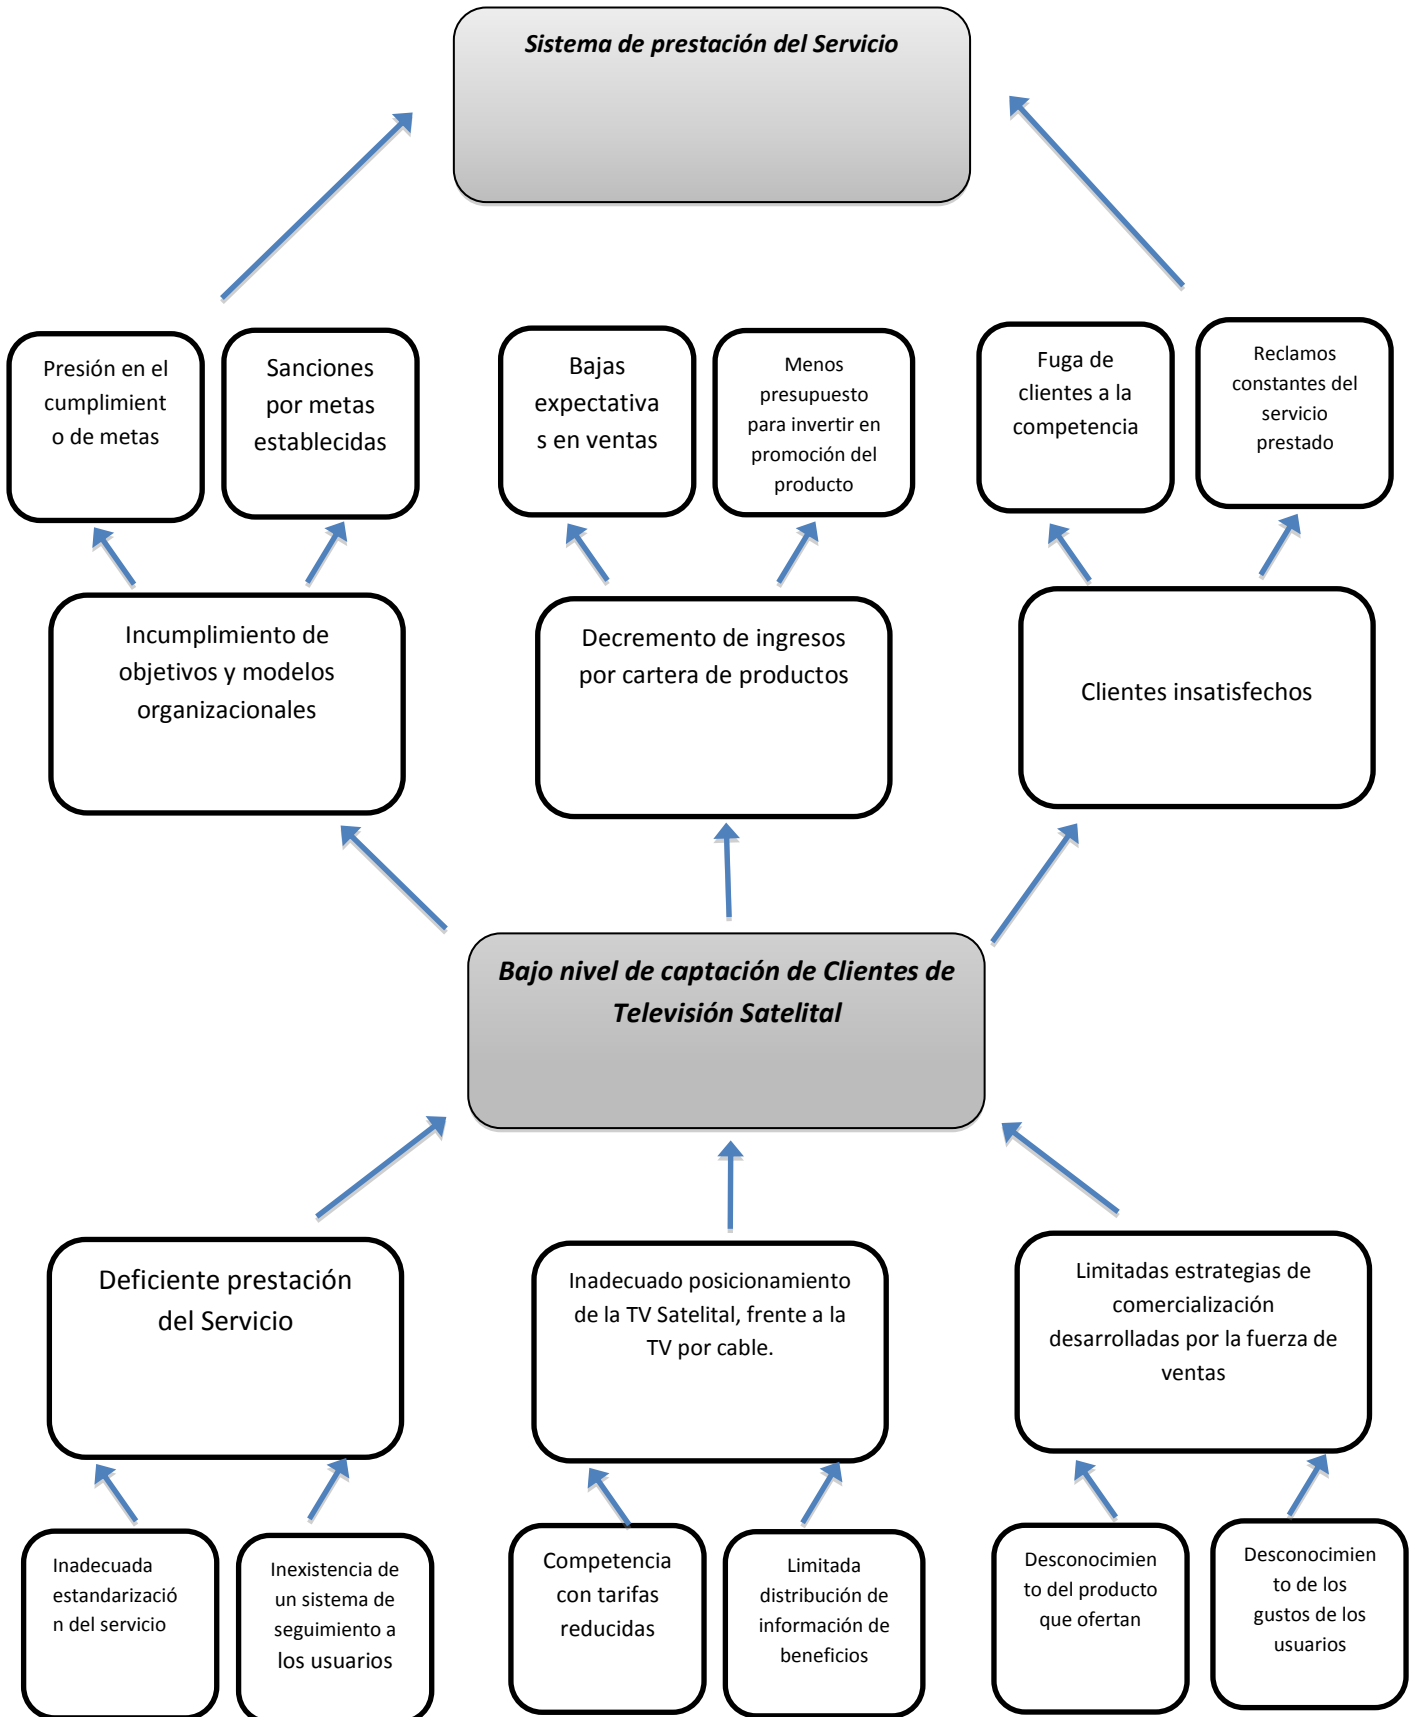 Sistema de prestación del Servicio
Presión en el
cumplimient
o de metas
Sanciones
por metas
establecidas
Bajas
expectativa
s en ventas
Menos
presupuesto
para invertir en
promoción del
producto
Fuga de
clientes a la
competencia
Reclamos
constantes del
servicio
prestado
Incumplimiento de
objetivos y modelos
organizacionales
Decremento de ingresos
por cartera de productos
Clientes insatisfechos
Bajo nivel de captación de Clientes de
Televisión Satelital
Deficiente prestación
del Servicio
Inadecuado posicionamiento
de la TV Satelital, frente a la
TV por cable.
Limitadas estrategias de
comercialización
desarrolladas por la fuerza de
ventas
Inadecuada
estandarizació
n del servicio
Inexistencia de
un sistema de
seguimiento a
los usuarios
Competencia
con tarifas
reducidas
Limitada
distribución de
información de
beneficios
Desconocimien
to del producto
que ofertan
Desconocimien
to de los
gustos de los
usuarios